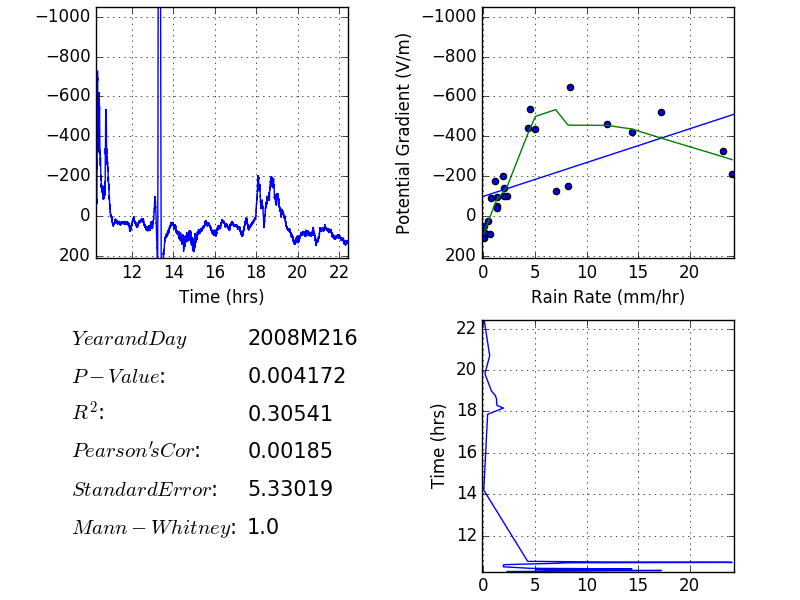 −1000
−800
−600
−400
−200
0
200
12 14 16 18 20 22
Time (hrs)
Potential Gradient (V/m)
−1000
−800
−600
−400
−200
0
200
0 5 10 15 20
Rain Rate (mm/hr)
YearandDay 2008M216
P−Value: 0.004172
R²: 0.30541
Pearson'sCor: 0.00185
StandardError: 5.33019
Mann−Whitney: 1.0
Time (hrs)
22
20
18
16
14
12
0 5 10 15 20